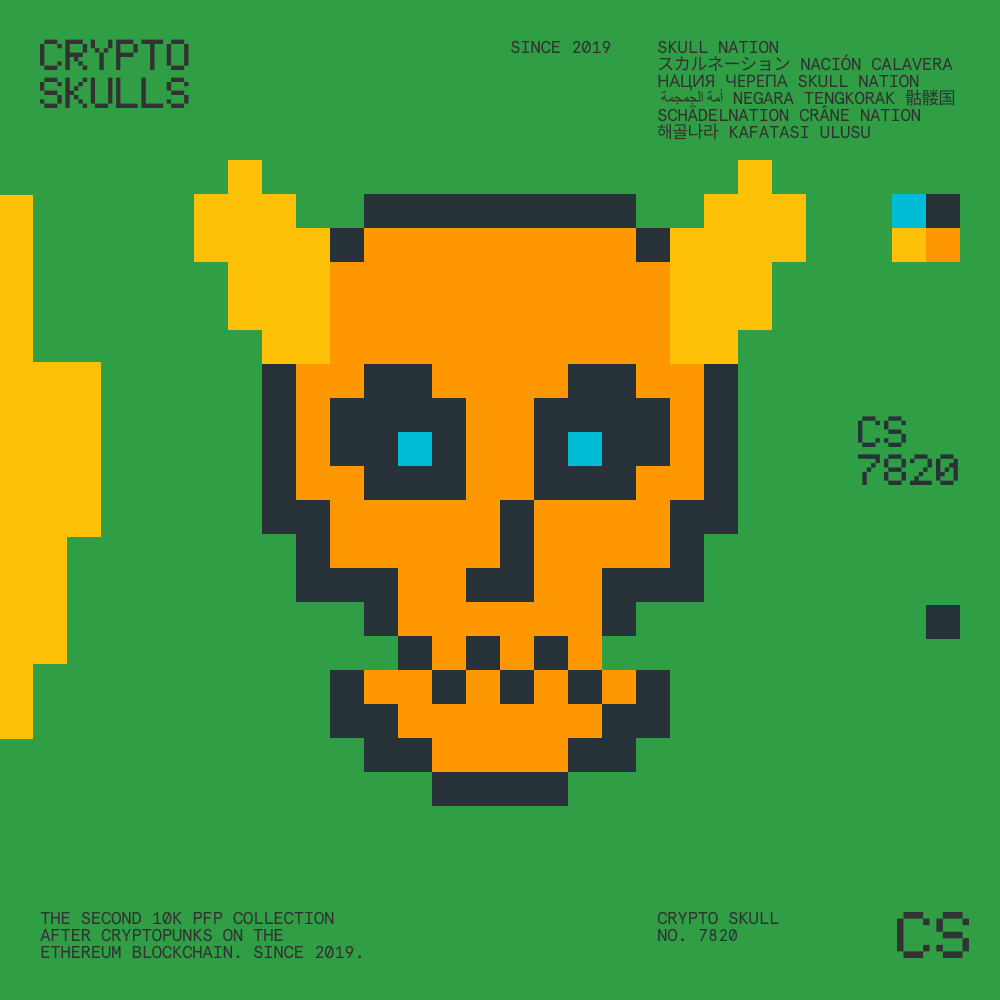 CRYPTO
SKULLS
SINCE 2019
SKULL NATION
スカルネーション NACIÓN CALAVERA
НАЦИЯ ЧЕРЕПА SKULL NATION
أمة الجمجمة NEGARA TENGKORAK 骷髅国
SCHÄDELNATION CRÂNE NATION
해골나라 KAFATASI ULUSU
CS
7820
THE SECOND 10K PFP COLLECTION
AFTER CRYPTOPUNKS ON THE
ETHEREUM BLOCKCHAIN. SINCE 2019.
CRYPTO SKULL
NO. 7820
CS